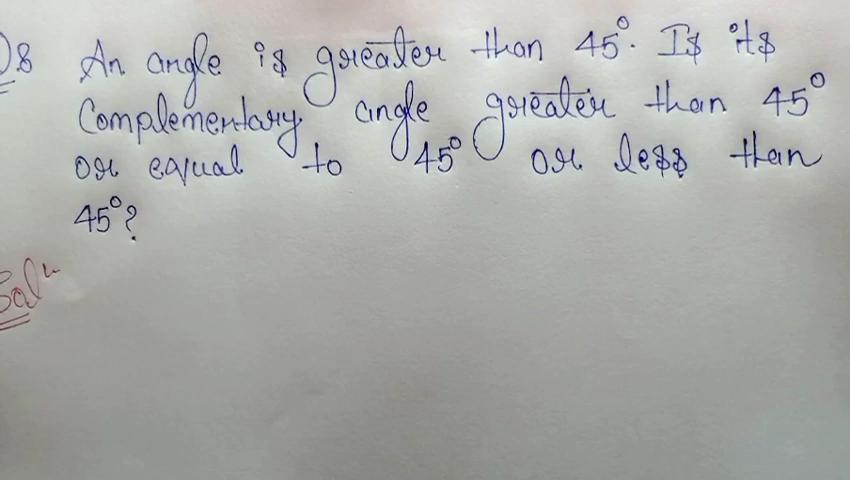 Q8 An angle is greater than 45°. Is its
Complementary angle greater than 45°
or equal to 45° or less than
45°?
Solⁿ